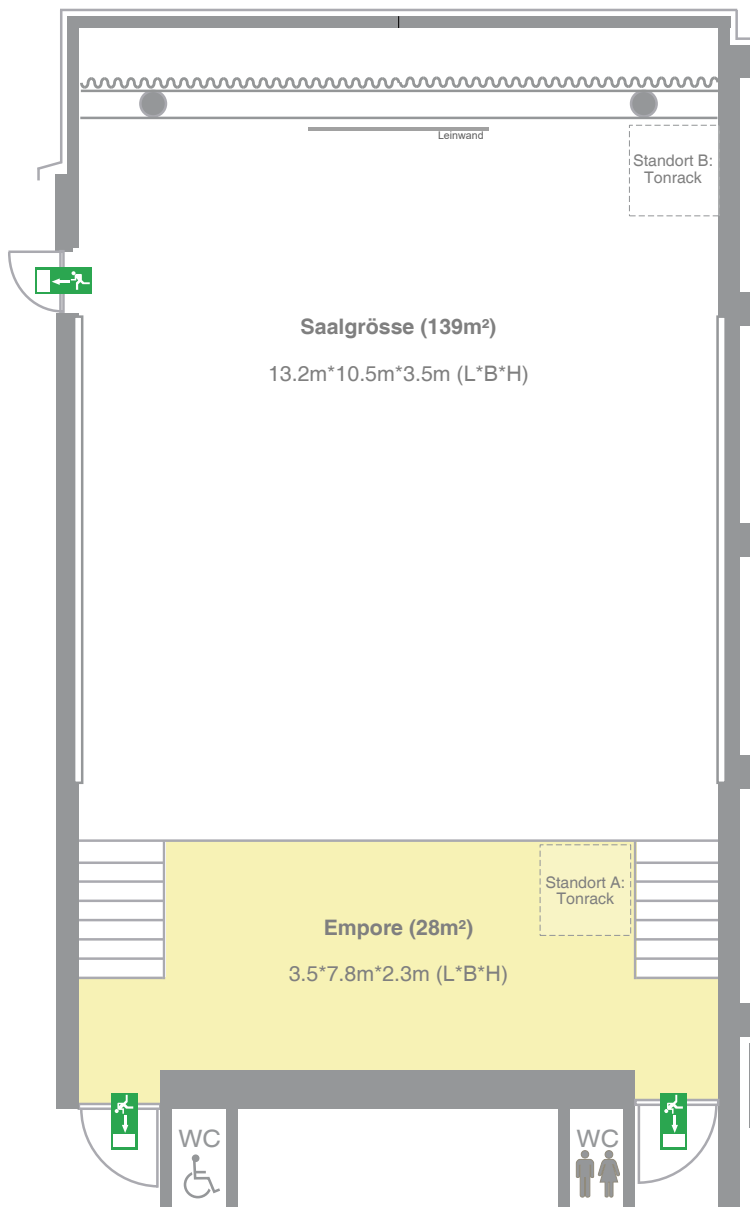 Leinwand
Standort B:
Tonrack
Saalgrösse (139m²)
13.2m*10.5m*3.5m (L*B*H)
Standort A:
Tonrack
Empore (28m²)
3.5*7.8m*2.3m (L*B*H)
WC
WC